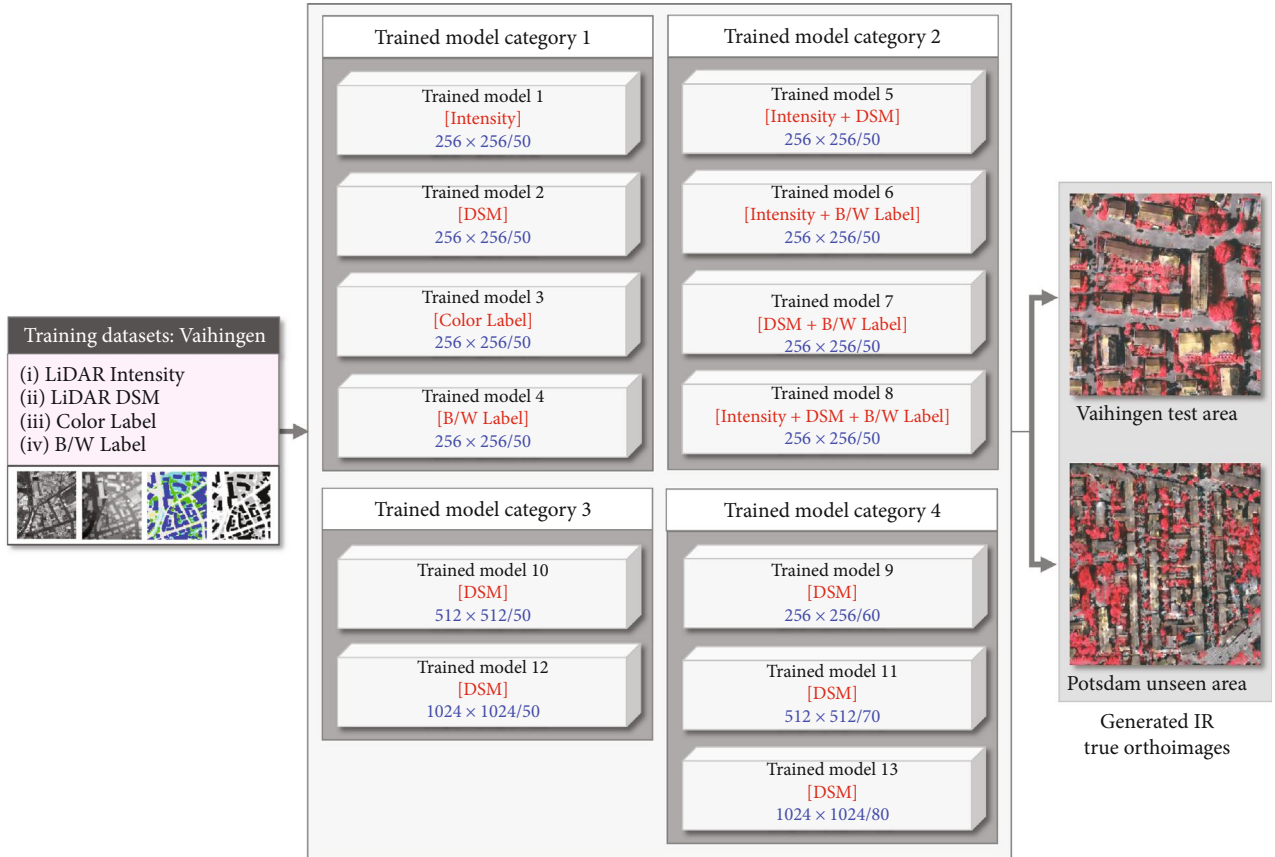 Training datasets: Vaihingen
(i) LiDAR Intensity
(ii) LiDAR DSM
(iii) Color Label
(iv) B/W Label
Trained model category 1
Trained model 1
[Intensity]
256 × 256/50
Trained model 2
[DSM]
256 × 256/50
Trained model 3
[Color Label]
256 × 256/50
Trained model 4
[B/W Label]
256 × 256/50
Trained model category 2
Trained model 5
[Intensity + DSM]
256 × 256/50
Trained model 6
[Intensity + B/W Label]
256 × 256/50
Trained model 7
[DSM + B/W Label]
256 × 256/50
Trained model 8
[Intensity + DSM + B/W Label]
256 × 256/50
Trained model category 3
Trained model 10
[DSM]
512 × 512/50
Trained model 12
[DSM]
1024 × 1024/50
Trained model category 4
Trained model 9
[DSM]
256 × 256/60
Trained model 11
[DSM]
512 × 512/70
Trained model 13
[DSM]
1024 × 1024/80
Vaihingen test area
Potsdam unseen area
Generated IR
true orthoimages